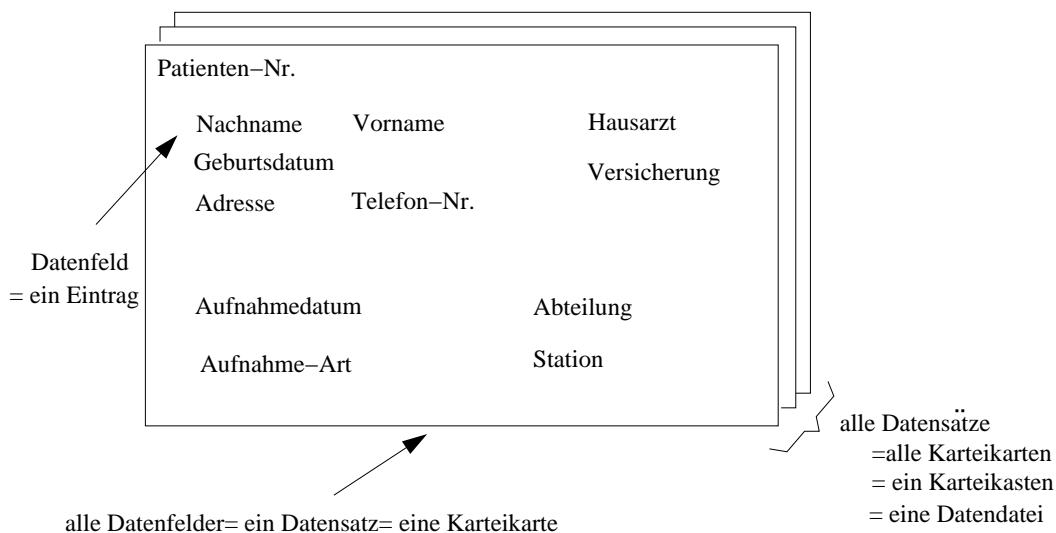 Patienten−Nr.
Nachname Vorname Hausarzt
Geburtsdatum Versicherung
Adresse Telefon−Nr.
Datenfeld
= ein Eintrag
Aufnahmedatum Abteilung
Aufnahme−Art Station
alle Datensätze
=alle Karteikarten
= ein Karteikasten
= eine Datendatei
alle Datenfelder= ein Datensatz= eine Karteikarte